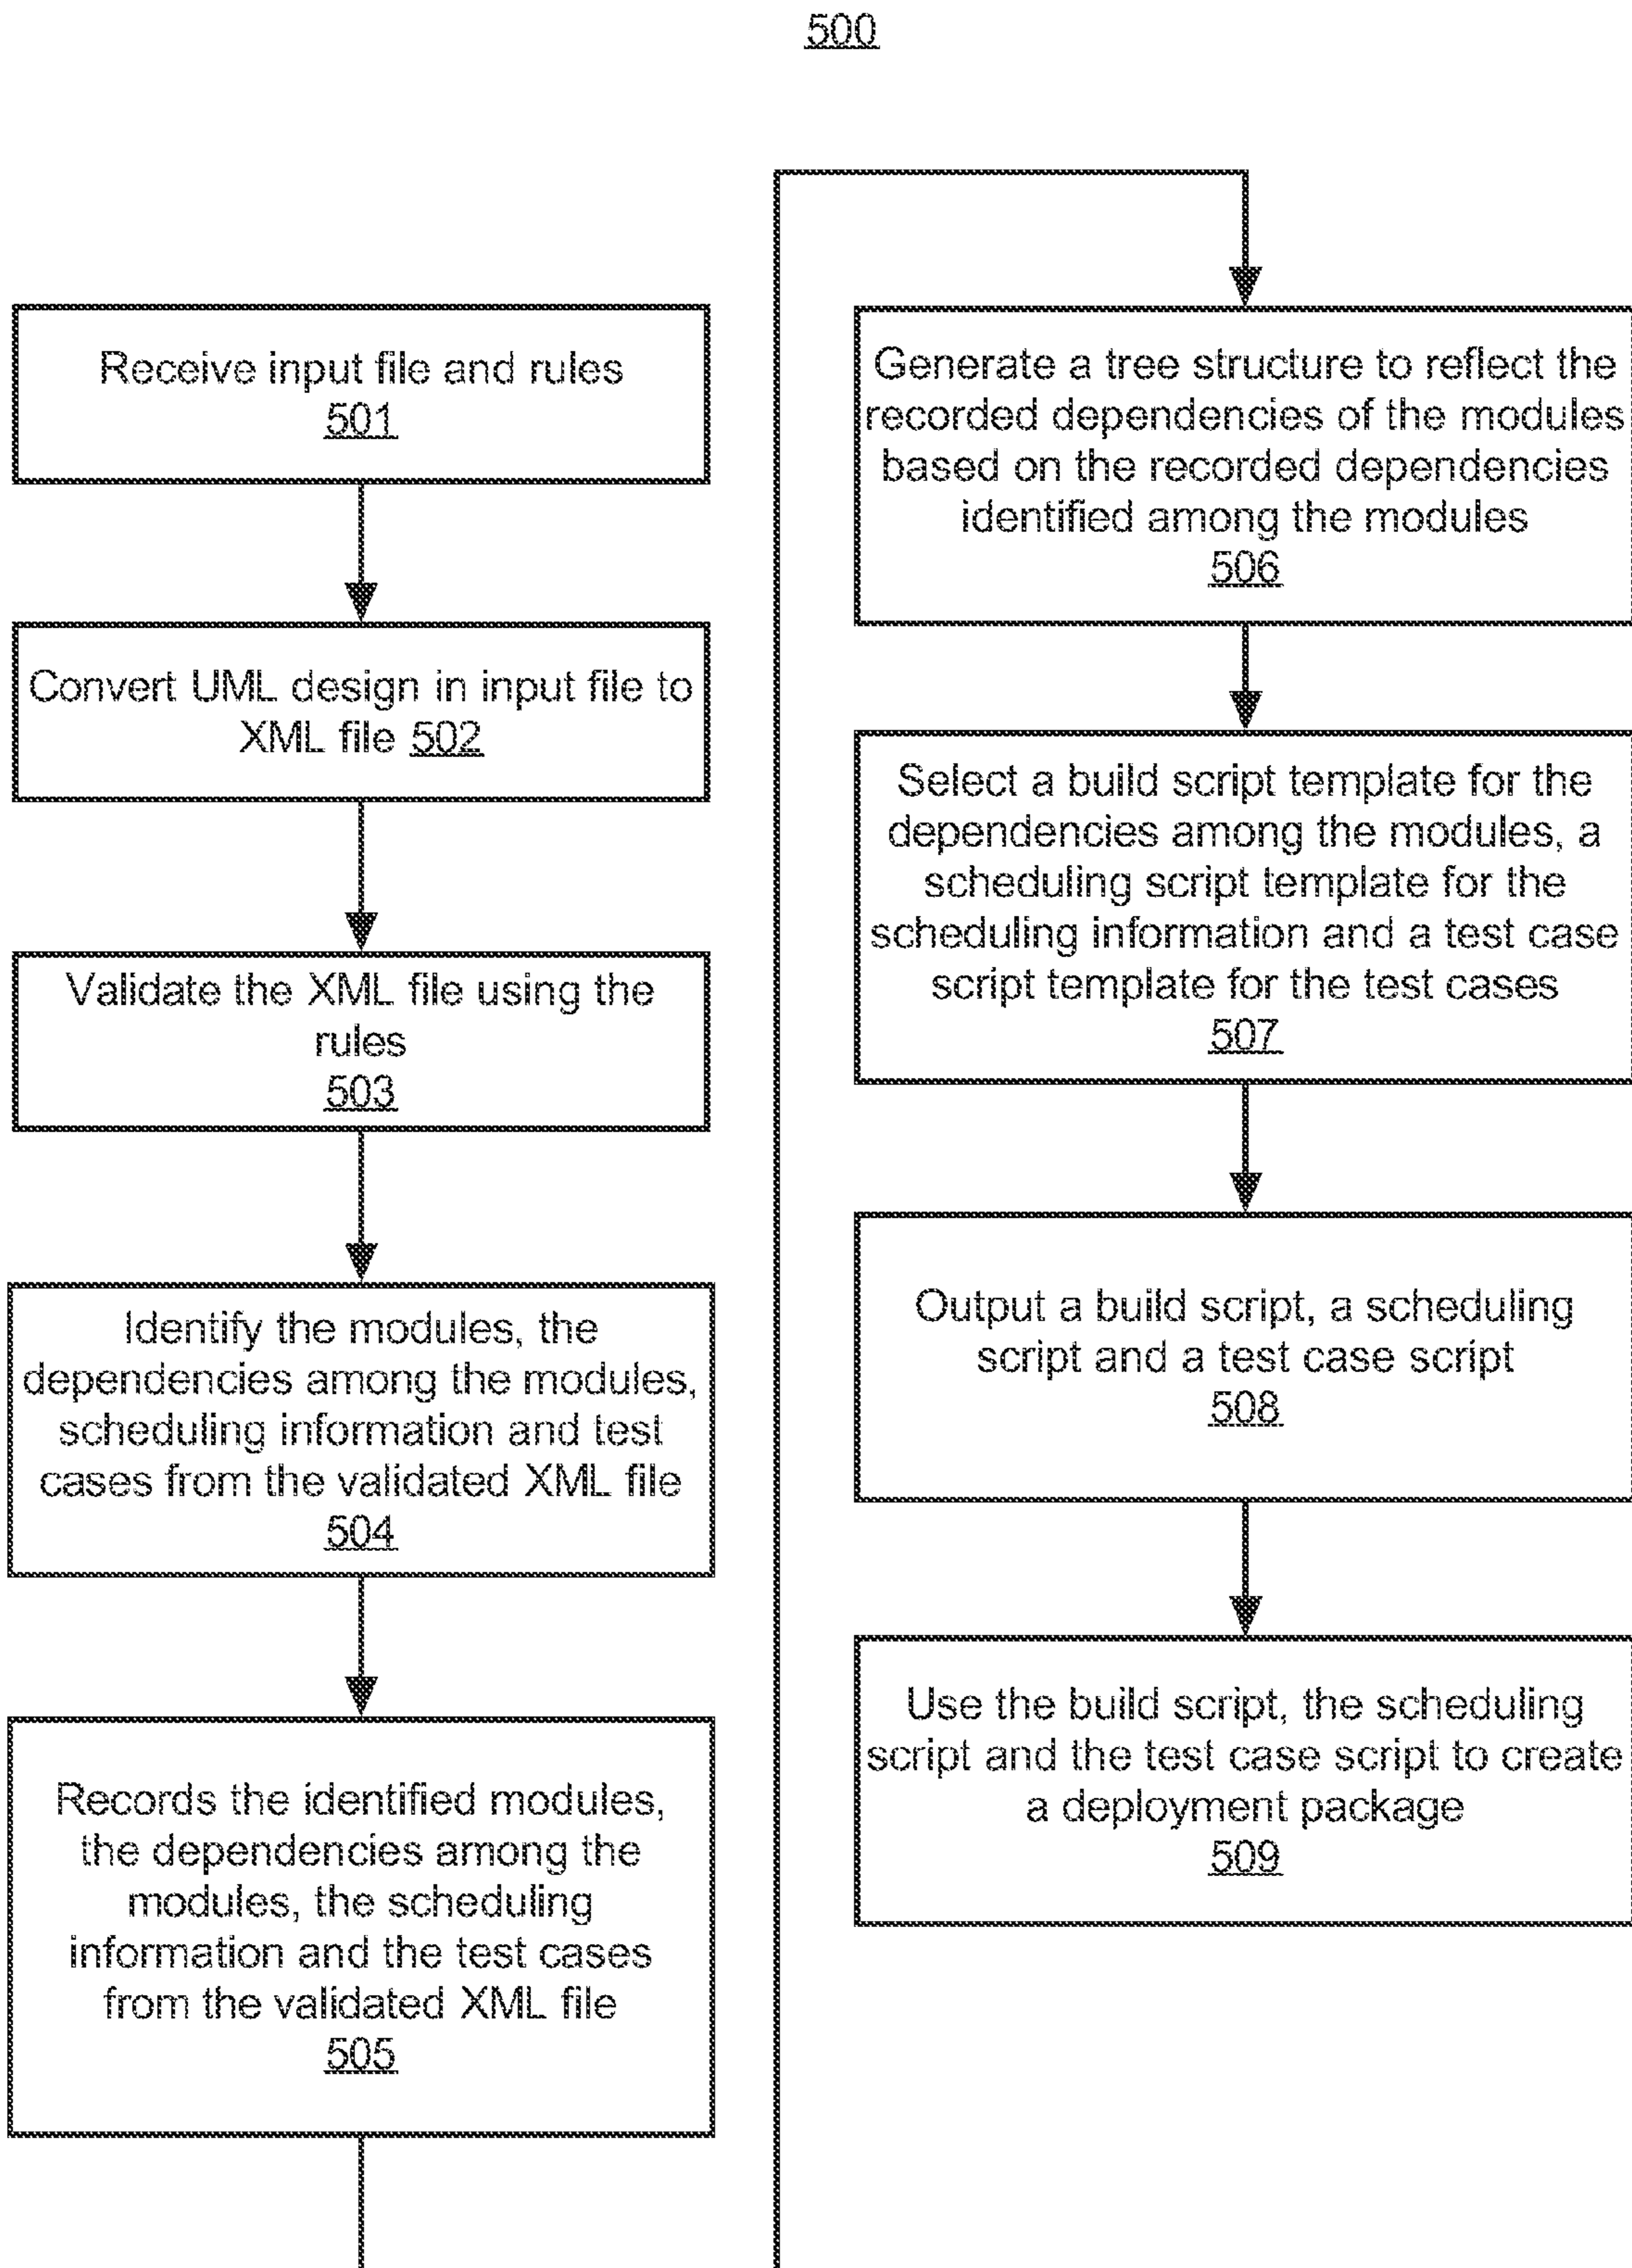 500
Receive input file and rules
501
Convert UML design in input file to
XML file 502
Validate the XML file using the
rules
503
Identify the modules, the
dependencies among the modules,
scheduling information and test
cases from the validated XML file
504
Records the identified modules,
the dependencies among the
modules, the scheduling
information and the test cases
from the validated XML file
505
Generate a tree structure to reflect the
recorded dependencies of the modules
based on the recorded dependencies
identified among the modules
506
Select a build script template for the
dependencies among the modules, a
scheduling script template for the
scheduling information and a test case
script template for the test cases
507
Output a build script, a scheduling
script and a test case script
508
Use the build script, the scheduling
script and the test case script to create
a deployment package
509